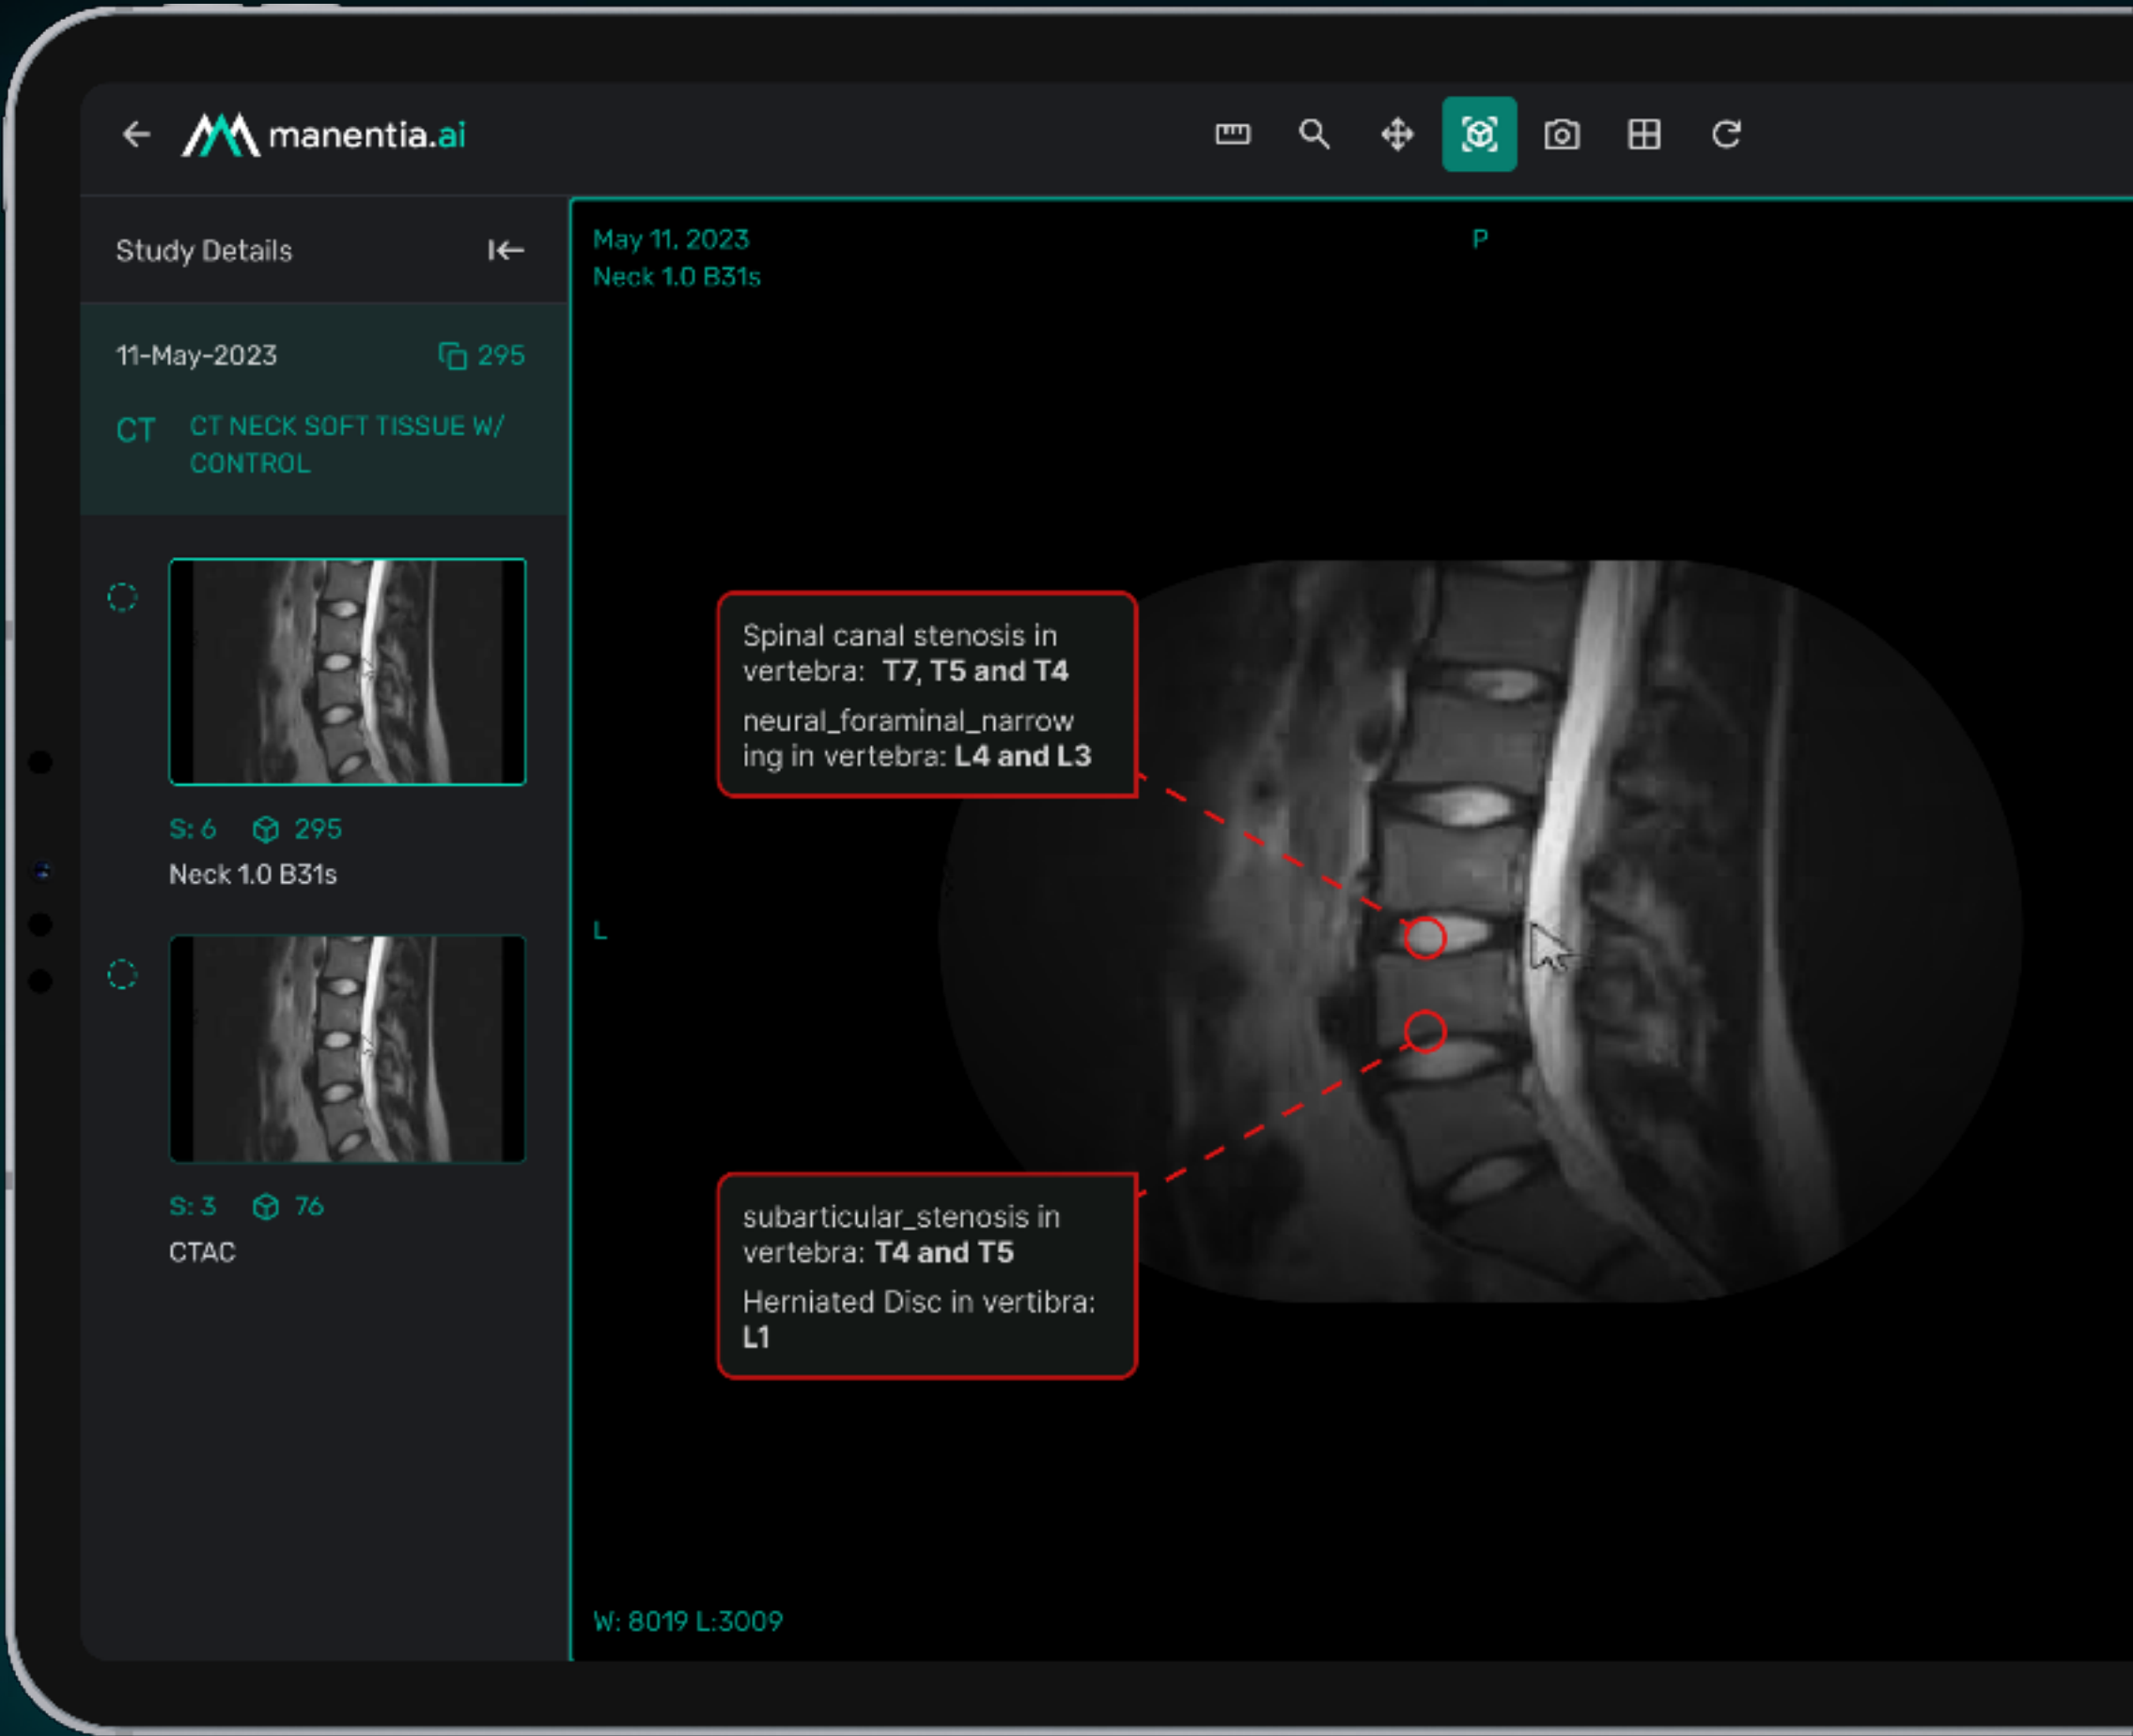 manentia.ai
Study Details
11-May-2023
295
CT
CT NECK SOFT TISSUE W/
CONTROL
S: 6
295
Neck 1.0 B31s
S: 3
76
CTAC
May 11, 2023
Neck 1.0 B31s
P
L
Spinal canal stenosis in
vertebra: T7, T5 and T4
neural_foraminal_narrow
ing in vertebra: L4 and L3
subarticular_stenosis in
vertebra: T4 and T5
Herniated Disc in vertibra:
L1
W: 8019 L:3009